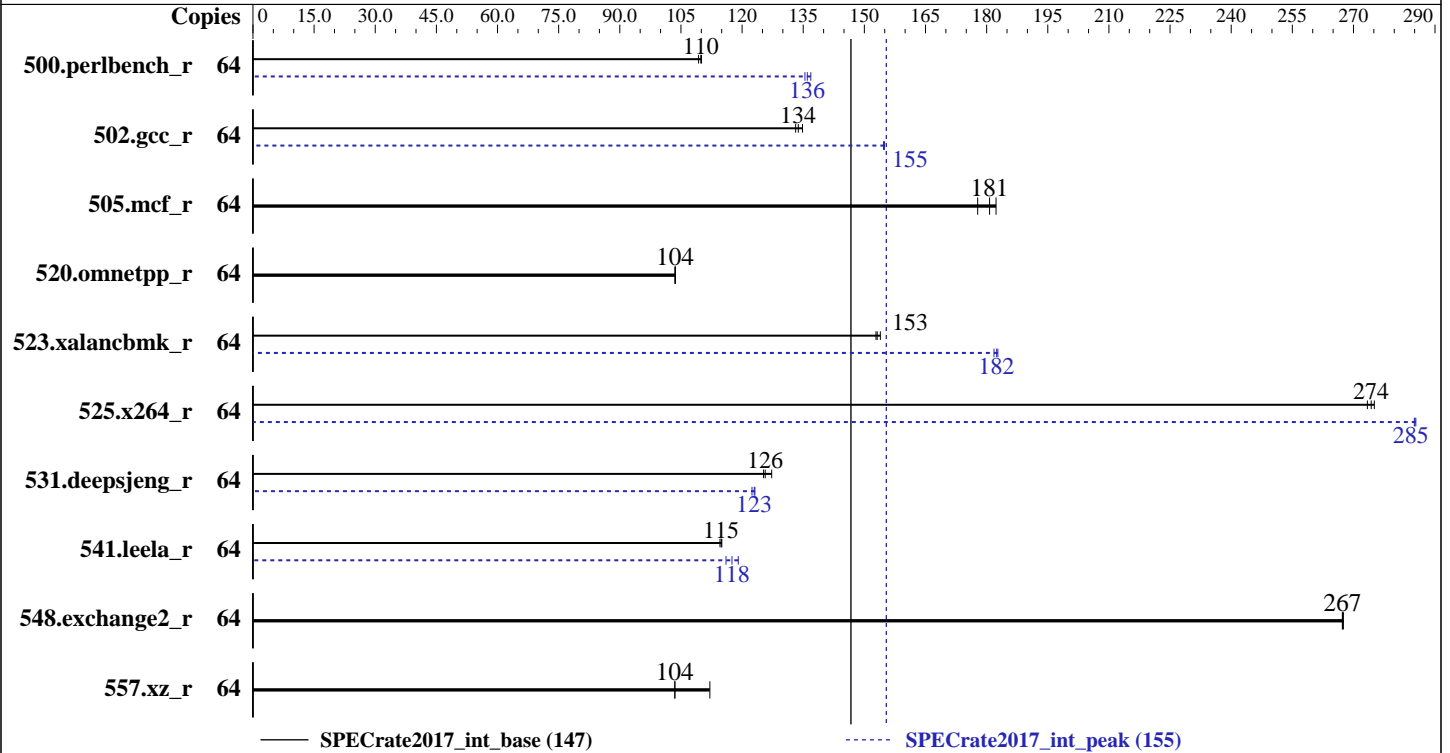 Copies 0 15.0 30.0 45.0 60.0 75.0 90.0 105 120 135 150 165 180 195 210 225 240 255 270 290
110
500.perlbench_r 64
136
134
502.gcc_r 64
155
181
505.mcf_r 64
104
520.omnetpp_r 64
153
523.xalancbmk_r 64
182
274
525.x264_r 64
285
126
531.deepsjeng_r 64
123
115
541.leela_r 64
118
267
548.exchange2_r 64
104
557.xz_r 64
SPECrate2017_int_base (147) SPECrate2017_int_peak (155)